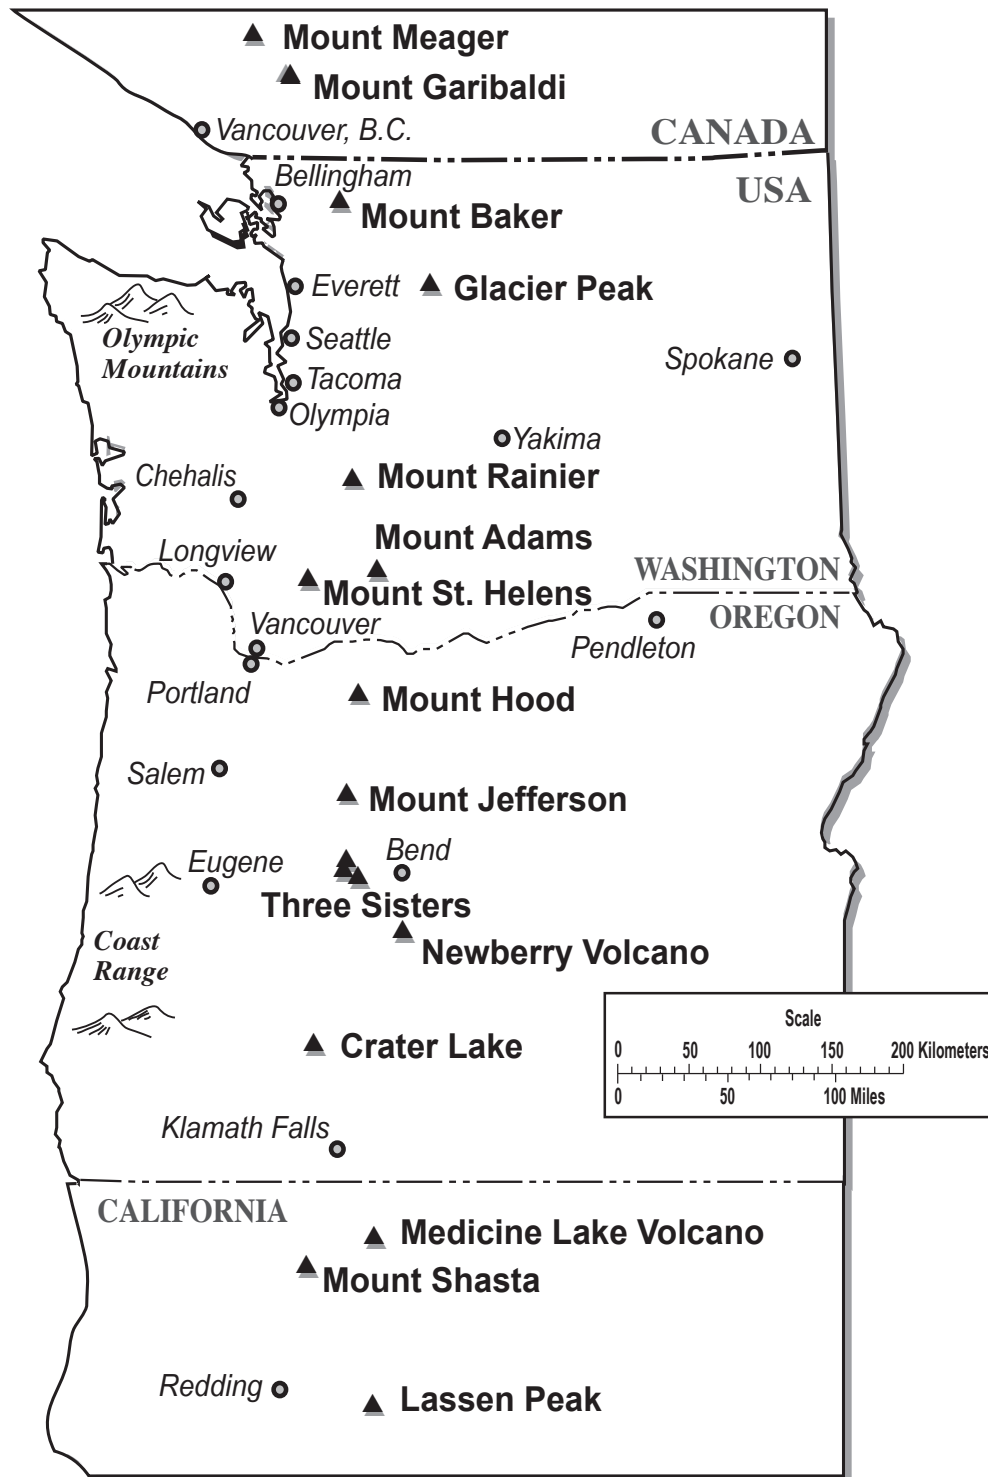 Mount Meager
Mount Garibaldi
Vancouver, B.C.
CANADA
USA
Bellingham
Mount Baker
Everett
Glacier Peak
Olympic
Mountains
Seattle
Spokane
Tacoma
Olympia
Yakima
Chehalis
Mount Rainier
Mount Adams
Longview
WASHINGTON
Mount St. Helens
OREGON
Vancouver
Pendleton
Portland
Mount Hood
Salem
Mount Jefferson
Eugene
Bend
Three Sisters
Coast
Range
Newberry Volcano
Scale
0 50 100 150 200 Kilometers
0 50 100 Miles
Crater Lake
Klamath Falls
CALIFORNIA
Medicine Lake Volcano
Mount Shasta
Redding
Lassen Peak